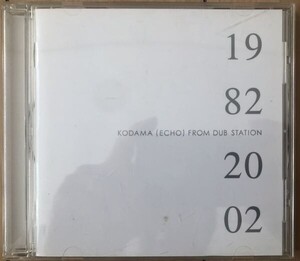 19
82
KODAMA [ECHO] FROM DUB STATION
20
02